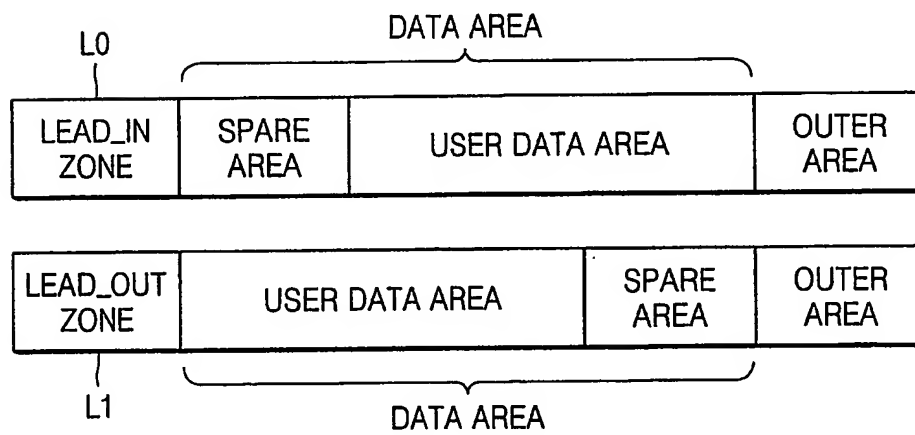 DATA AREA
L0
LEAD_IN
ZONE
SPARE
AREA
USER DATA AREA
OUTER
AREA
LEAD_OUT
ZONE
USER DATA AREA
SPARE
AREA
OUTER
AREA
L1
DATA AREA